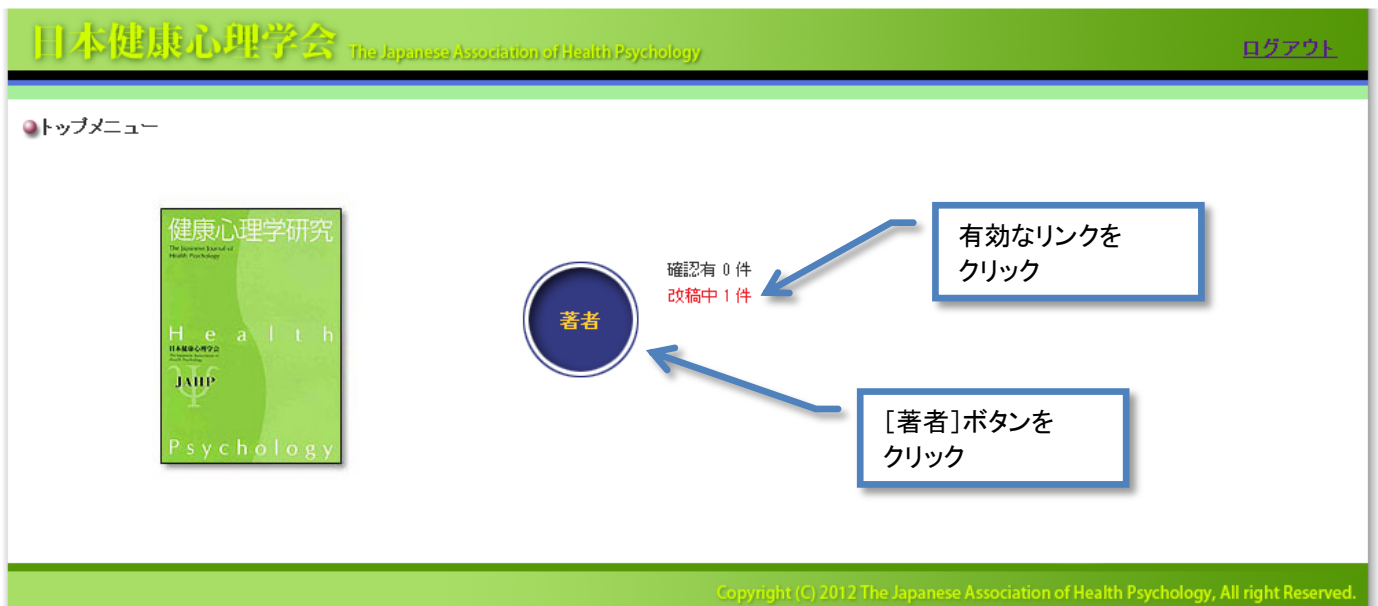 日本健康心理学会 The Japanese Association of Health Psychology
ログアウト
トップメニュー
健康心理学研究
The Japanese Journal of
Health Psychology
Health
日本健康心理学会
JAHP
Psychology
著者
確認有 0 件
改稿中 1 件
有効なリンクを
クリック
[著者]ボタンを
クリック
Copyright (C) 2012 The Japanese Association of Health Psychology, All right Reserved.